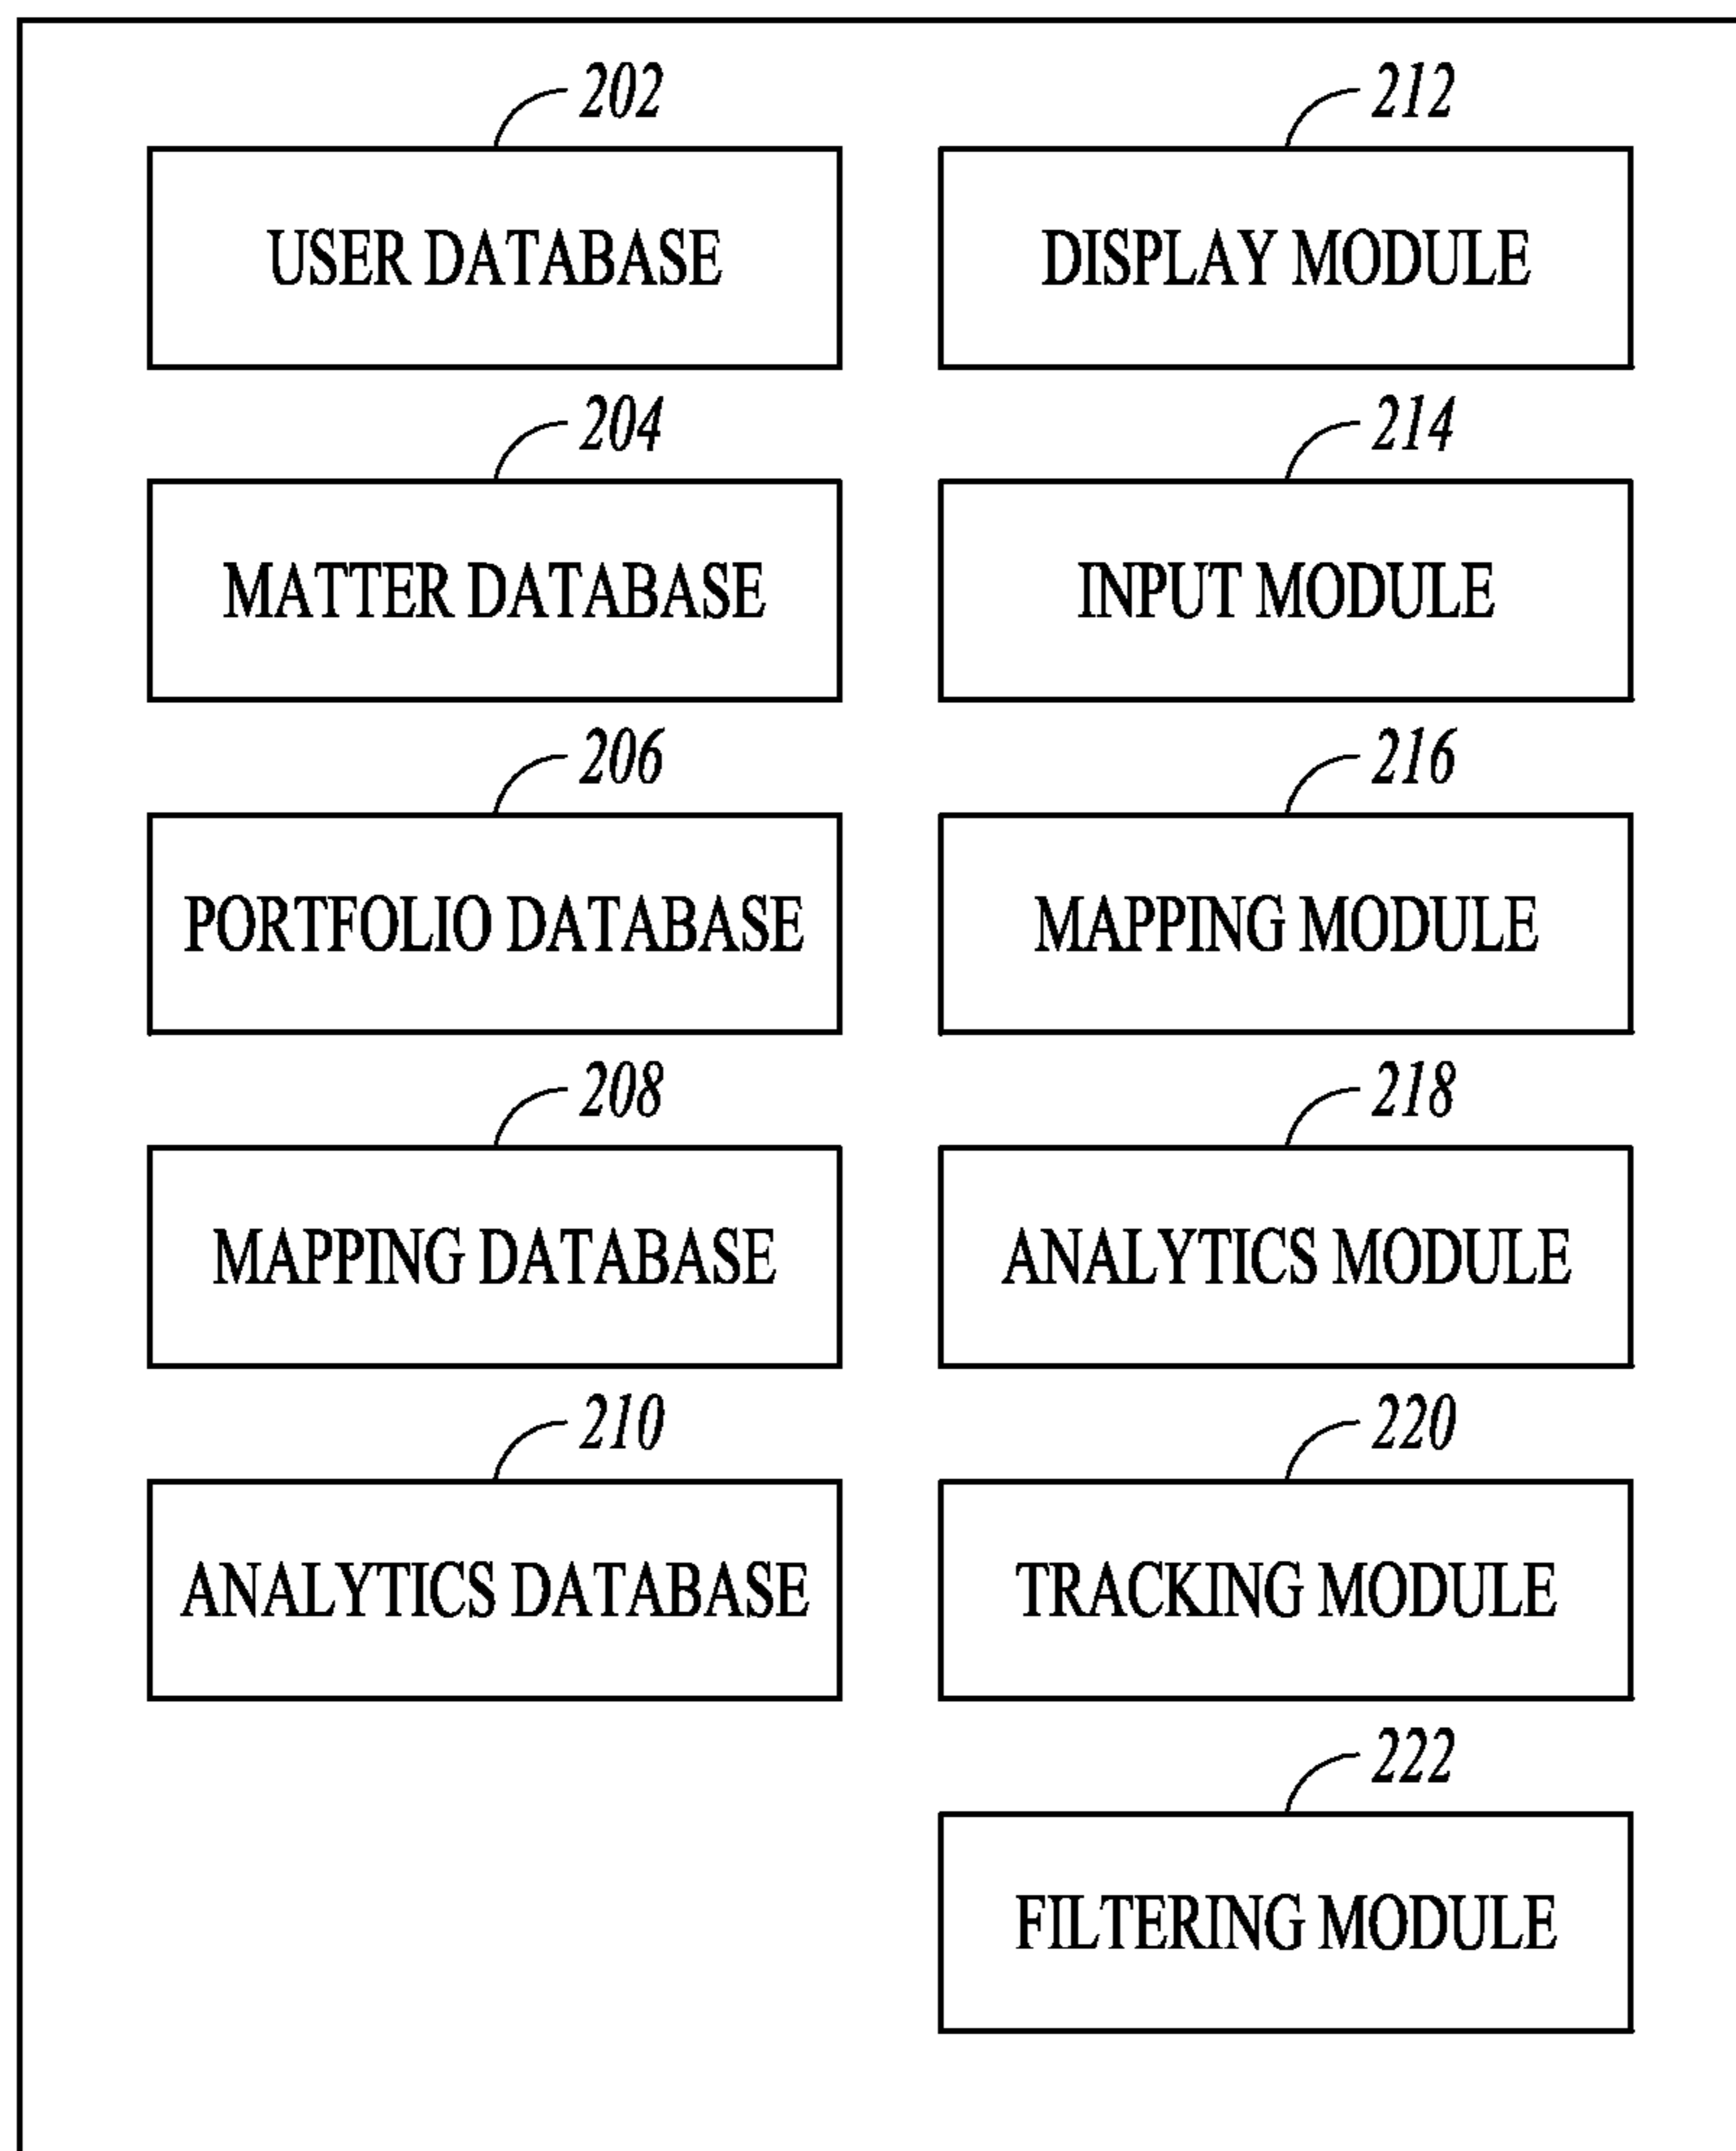 202
USER DATABASE
204
MATTER DATABASE
206
PORTFOLIO DATABASE
208
MAPPING DATABASE
210
ANALYTICS DATABASE
212
DISPLAY MODULE
214
INPUT MODULE
216
MAPPING MODULE
218
ANALYTICS MODULE
220
TRACKING MODULE
222
FILTERING MODULE